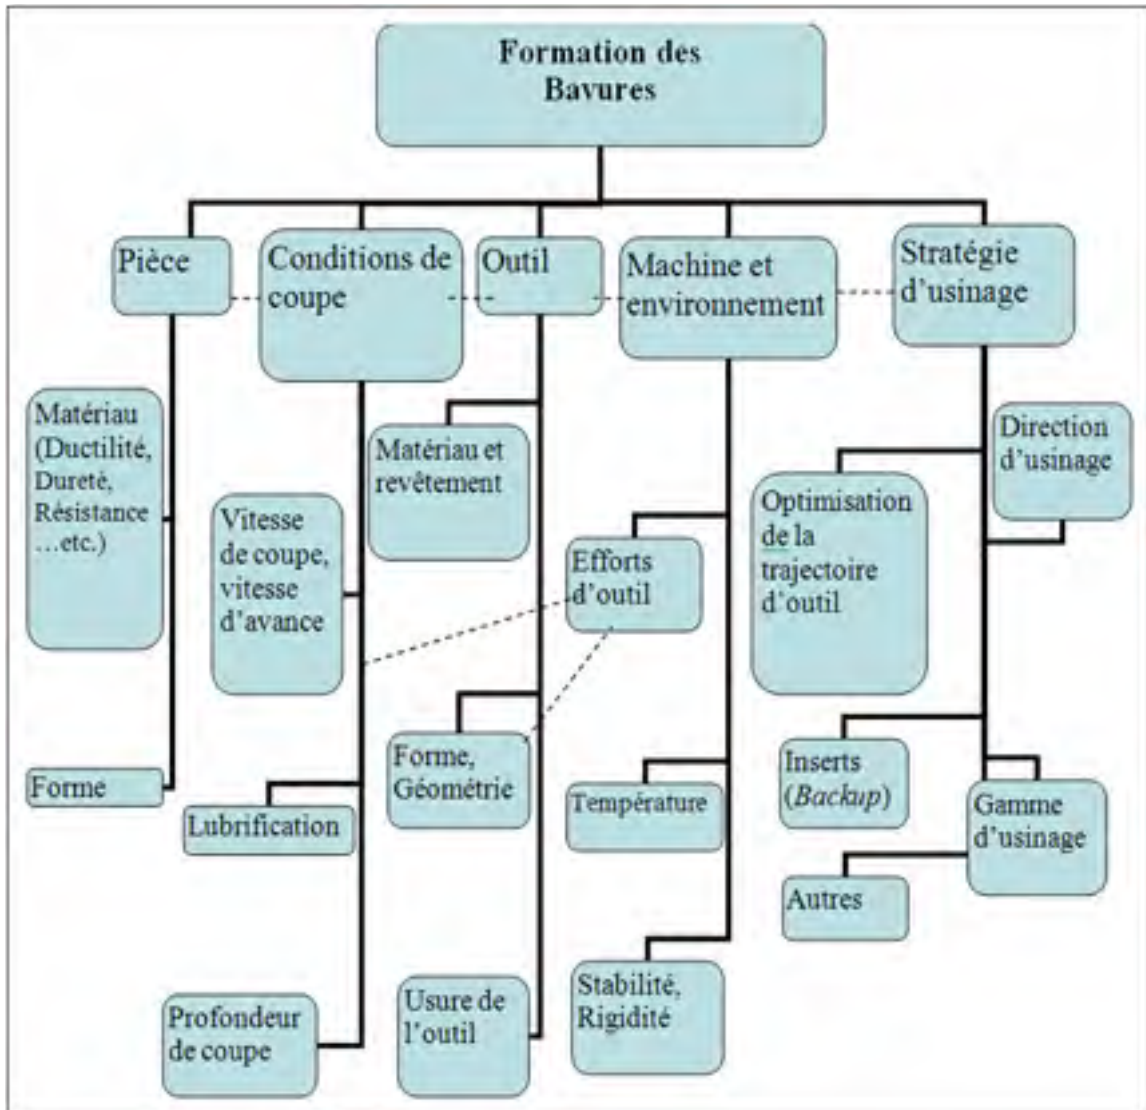 Formation des
Bavures
Pièce
Conditions de
coupe
Outil
Machine et
environnement
Stratégie
d'usinage
Matériau
(Ductilité,
Dureté,
Résistance
…etc.)
Matériau et
revêtement
Direction
d'usinage
Vitesse
de coupe,
vitesse
d'avance
Efforts
d'outil
Optimisation
de la
trajectoire
d'outil
Forme
Lubrification
Forme,
Géométrie
Température
Inserts
(Backup)
Gamme
d'usinage
Autres
Profondeur
de coupe
Usure de
l'outil
Stabilité,
Rigidité